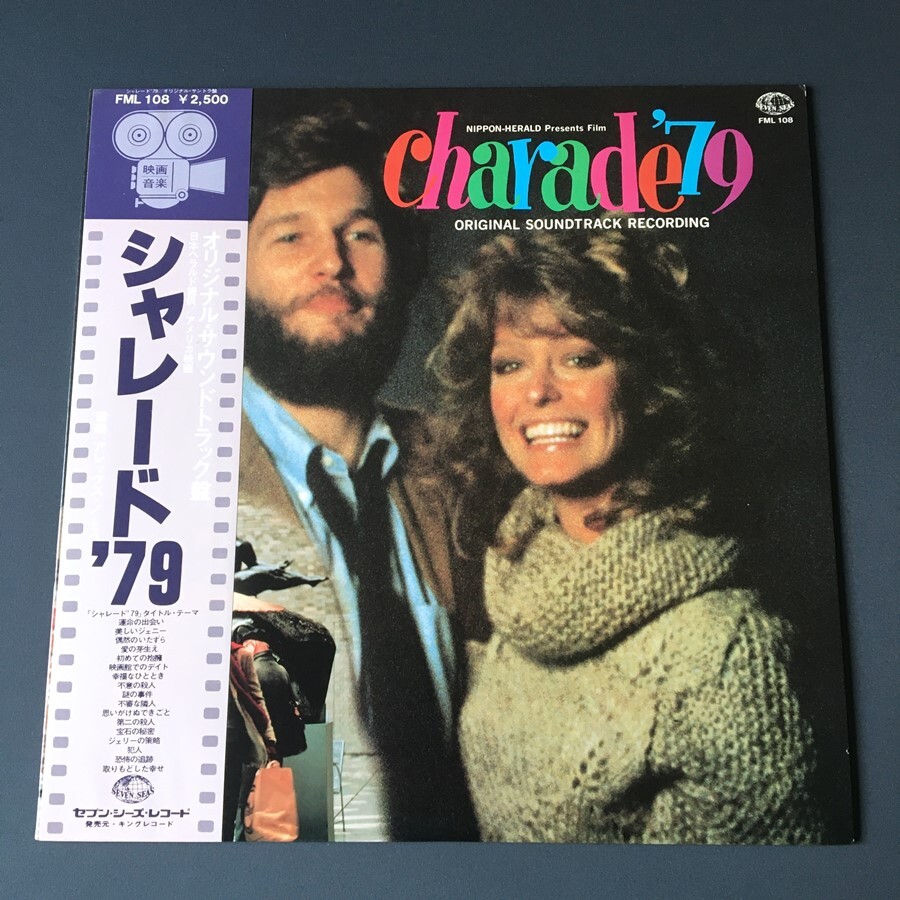 シャレード'79/オリジナル・サントラ盤
FML 108 ¥2,500
映画
音楽
シャレード'79
オリジナル・サウンドトラック盤
「シャレード'79」タイトル・テーマ
運命の出会い
美しいジェニー
偶然のいたずら
愛の芽生え
初めての抱擁
映画館でのデイト
幸福なひととき
不意の殺人
謎の事件
不審な隣人
思いがけぬできごと
第二の殺人
宝石の秘密
ジェリーの策略
犯人
恐怖の追跡
取りもどした幸せ
SEVEN SEAS
セブン・シーズ・レコード
発売元・キングレコード
NIPPON-HERALD Presents Film
charade'79
ORIGINAL SOUNDTRACK RECORDING
SEVEN SEAS
FML 108